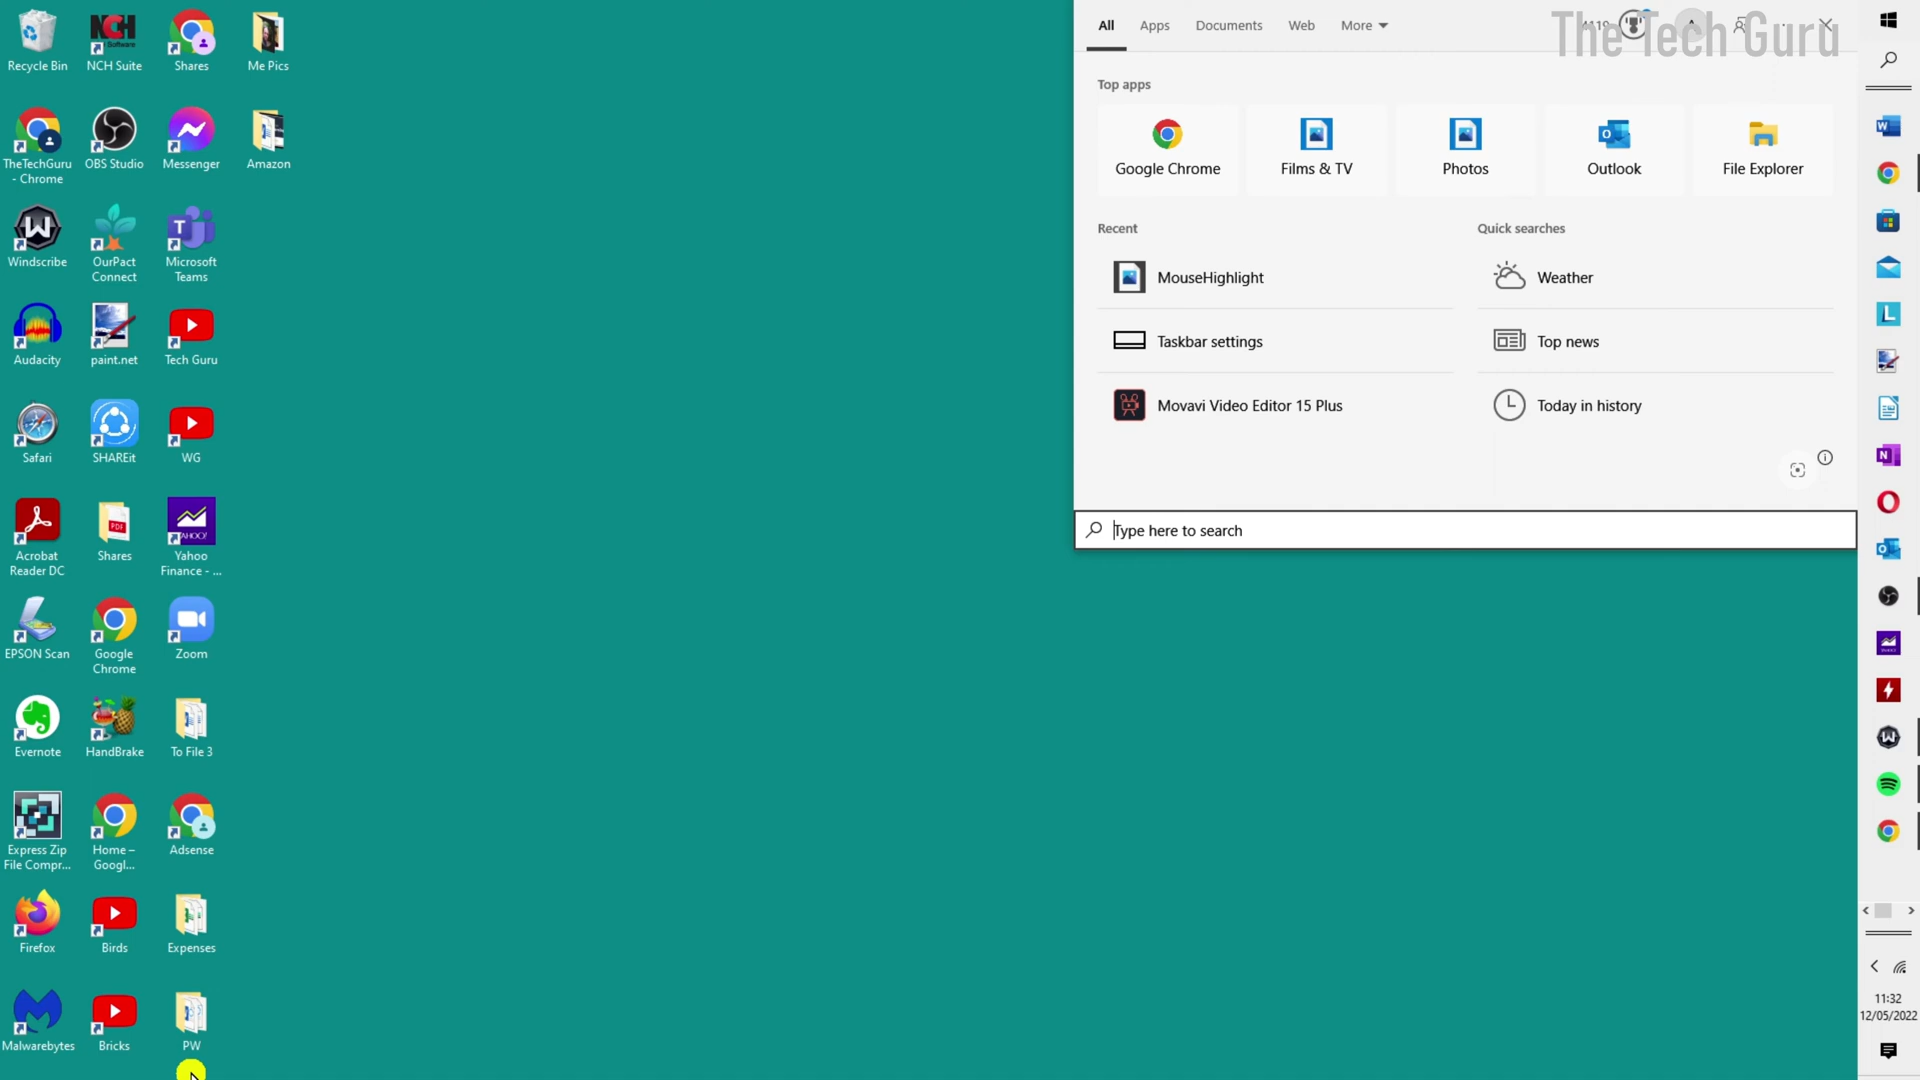 Recycle Bin
NCH Suite
Shares
Me Pics
TheTechGuru
- Chrome
OBS Studio
Messenger
Amazon
Windscribe
OurPact
Connect
Microsoft
Teams
Audacity
paint.net
Tech Guru
Safari
SHAREit
WG
Acrobat
Reader DC
Shares
Yahoo
Finance - ...
EPSON Scan
Google
Chrome
Zoom
Evernote
HandBrake
To File 3
Express Zip
File Compr...
Home –
Googl...
Adsense
Firefox
Birds
Expenses
Malwarebytes
Bricks
PW
All
Apps
Documents
Web
More
The Tech Guru
Top apps
Google Chrome
Films & TV
Photos
Outlook
File Explorer
Recent
MouseHighlight
Taskbar settings
Movavi Video Editor 15 Plus
Quick searches
Weather
Top news
Today in history
Type here to search
11:32
12/05/2022